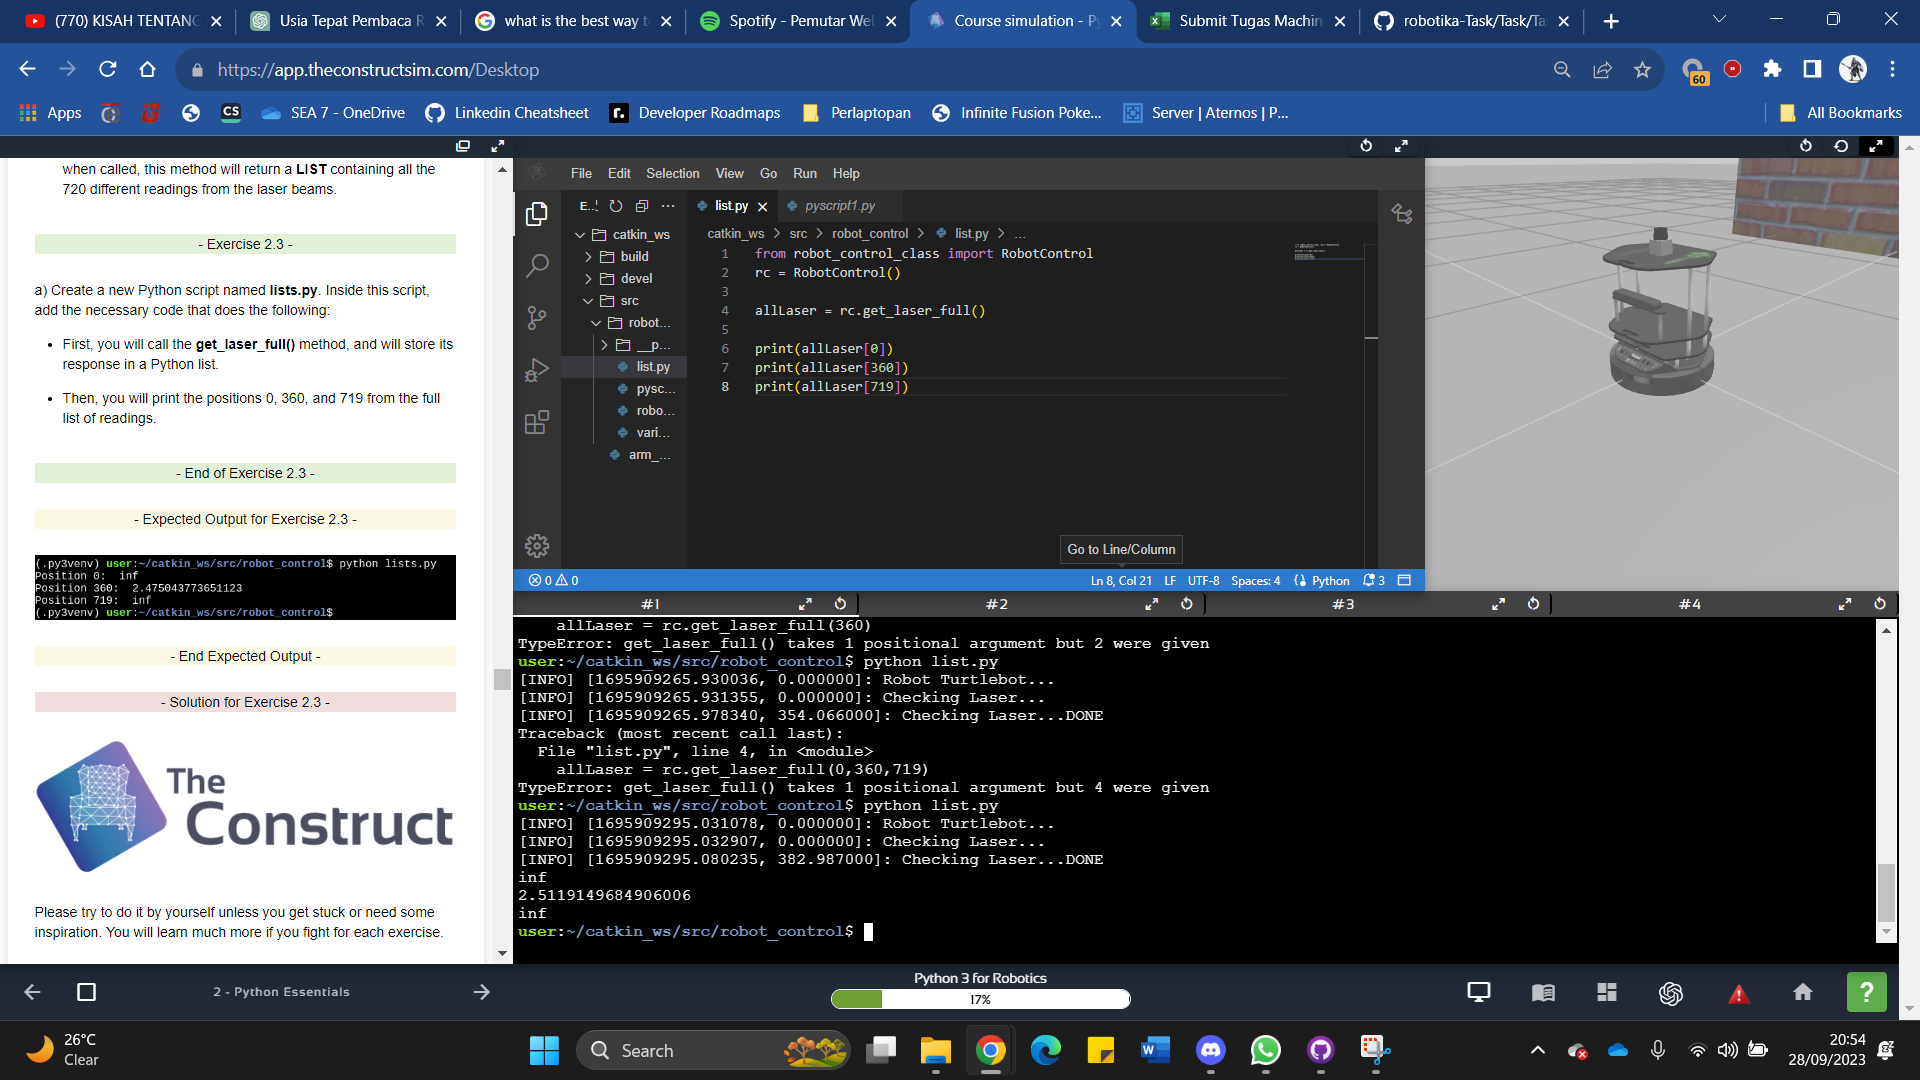 (770) KISAH TENTANG
Usia Tepat Pembaca R
what is the best way t
Spotify - Pemutar Web
Course simulation - Py
Submit Tugas Machin
robotika-Task/Task/Ta
https://app.theconstructsim.com/Desktop
60
Apps
CS
SEA 7 - OneDrive
Linkedin Cheatsheet
Developer Roadmaps
Perlaptopan
Infinite Fusion Poke...
Server | Aternos | P...
All Bookmarks
when called, this method will return a LIST containing all the
720 different readings from the laser beams.
- Exercise 2.3 -
a) Create a new Python script named lists.py. Inside this script,
add the necessary code that does the following:
• First, you will call the get_laser_full() method, and will store its
response in a Python list.
• Then, you will print the positions 0, 360, and 719 from the full
list of readings.
- End of Exercise 2.3 -
- Expected Output for Exercise 2.3 -
(.py3venv) user:~/catkin_ws/src/robot_control$ python lists.py
Position 0:  inf
Position 360:  2.475043773651123
Position 719:  inf
(.py3venv) user:~/catkin_ws/src/robot_control$
- End Expected Output -
- Solution for Exercise 2.3 -
The
Construct
Please try to do it by yourself unless you get stuck or need some
inspiration. You will learn much more if you fight for each exercise.
File Edit Selection View Go Run Help
E..
catkin_ws
build
devel
src
robot...
__p...
list.py
pysc...
robo...
vari...
arm_...
list.py
pyscript1.py
catkin_ws > src > robot_control > list.py > ...
1 from robot_control_class import RobotControl
2 rc = RobotControl()
3
4 allLaser = rc.get_laser_full()
5
6 print(allLaser[0])
7 print(allLaser[360])
8 print(allLaser[719])
Go to Line/Column
0 0
Ln 8, Col 21 LF UTF-8 Spaces: 4 Python 3
#1
#2
#3
#4
allLaser = rc.get_laser_full(360)
TypeError: get_laser_full() takes 1 positional argument but 2 were given
user:~/catkin_ws/src/robot_control$ python list.py
[INFO] [1695909265.930036, 0.000000]: Robot Turtlebot...
[INFO] [1695909265.931355, 0.000000]: Checking Laser...
[INFO] [1695909265.978340, 354.066000]: Checking Laser...DONE
Traceback (most recent call last):
File "list.py", line 4, in <module>
allLaser = rc.get_laser_full(0,360,719)
TypeError: get_laser_full() takes 1 positional argument but 4 were given
user:~/catkin_ws/src/robot_control$ python list.py
[INFO] [1695909295.031078, 0.000000]: Robot Turtlebot...
[INFO] [1695909295.032907, 0.000000]: Checking Laser...
[INFO] [1695909295.080235, 382.987000]: Checking Laser...DONE
inf
2.5119149684906006
inf
user:~/catkin_ws/src/robot_control$
2 - Python Essentials
Python 3 for Robotics
17%
?
26°C
Clear
Search
20:54
28/09/2023